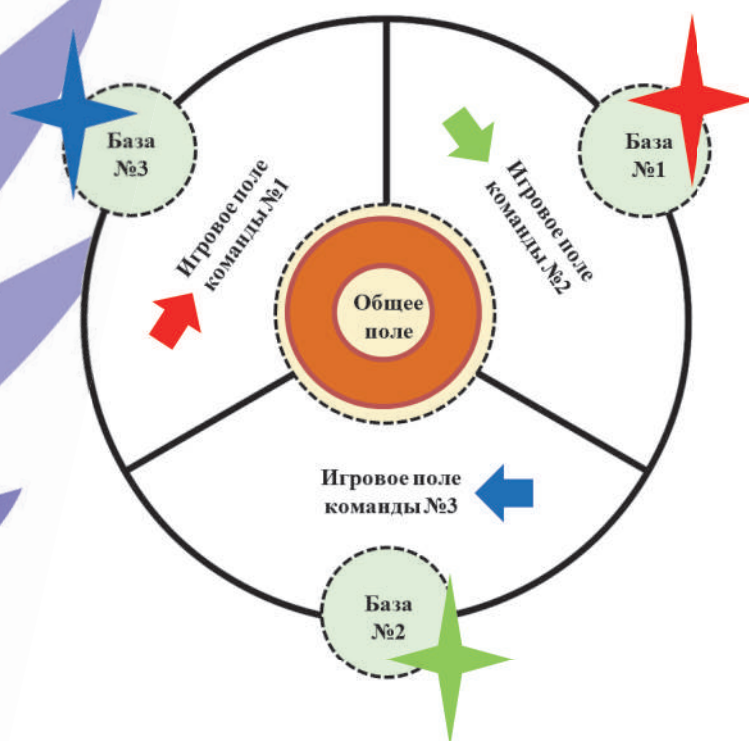 База
№3
База
№1
Игровое поле
команды №1
Игровое поле
команды №2
Общее
поле
Игровое поле
команды №3
База
№2